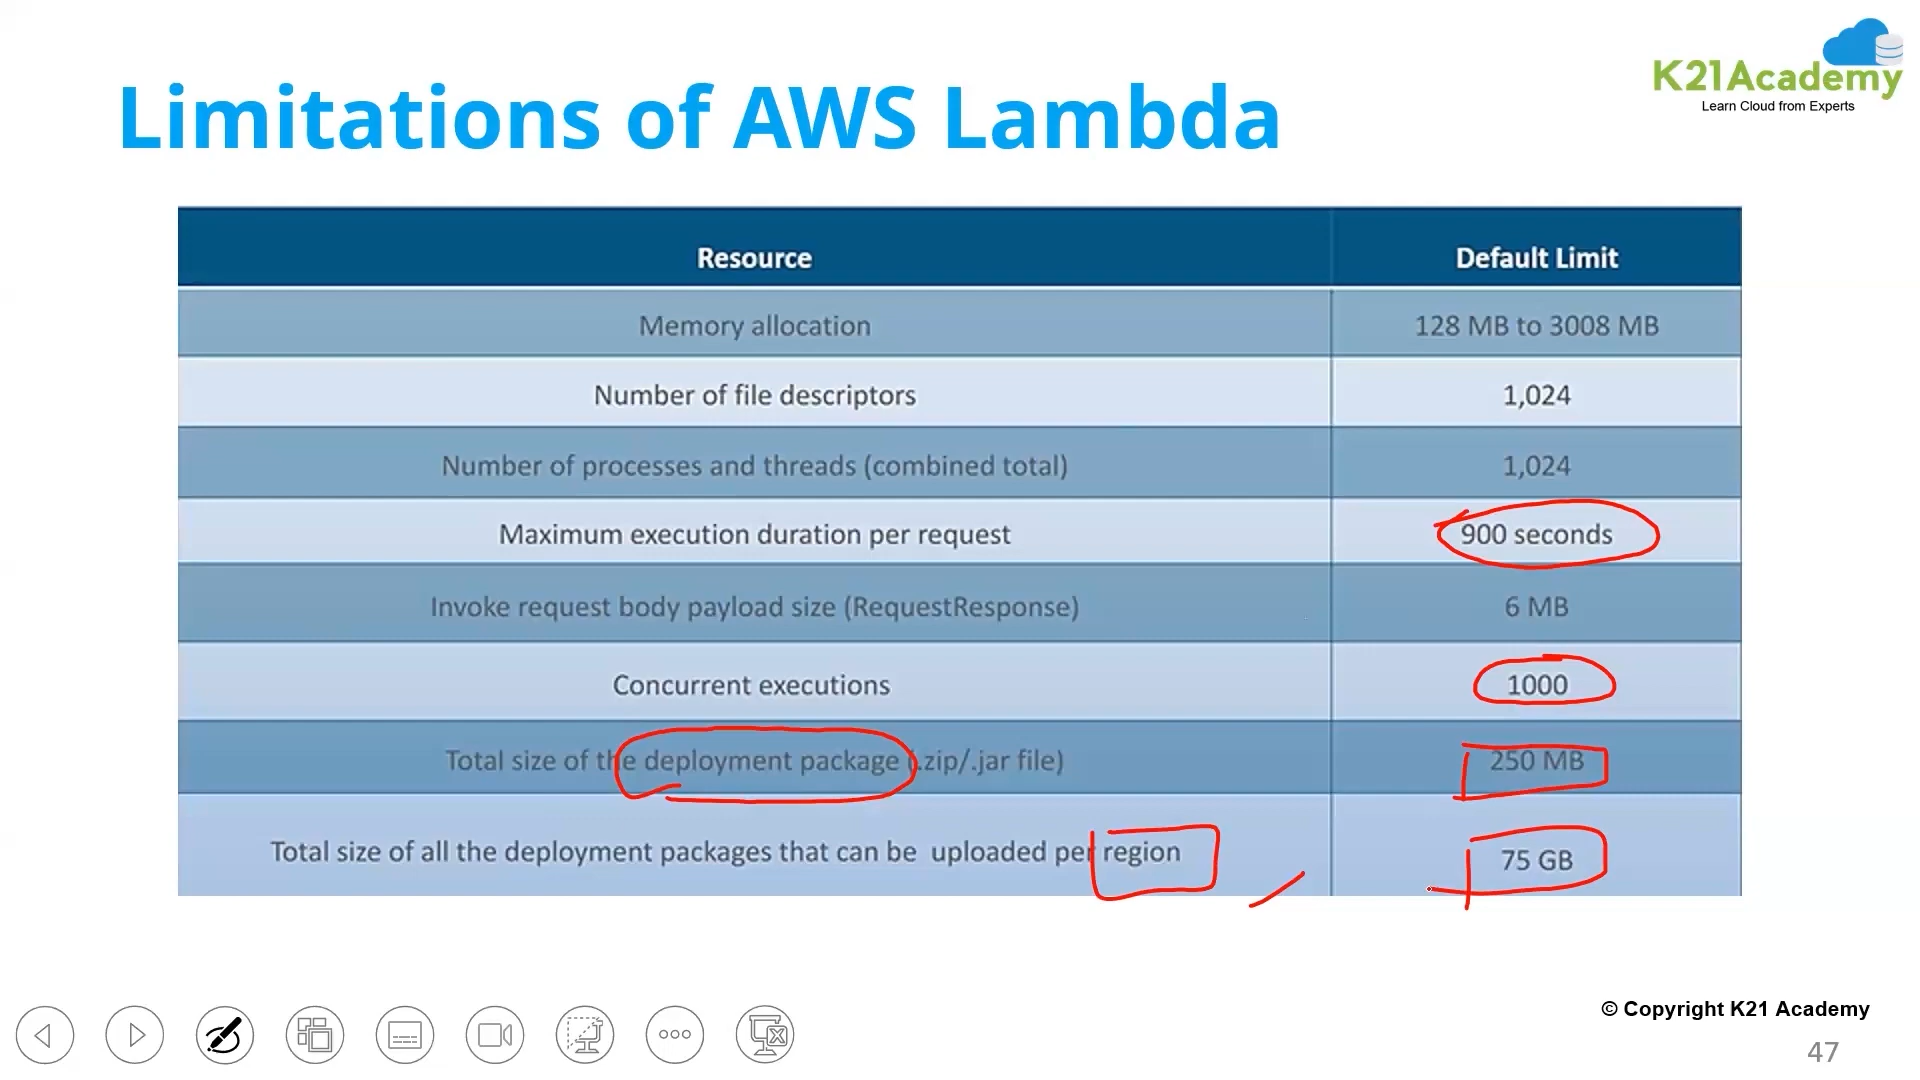 K21Academy
Learn Cloud from Experts
Limitations of AWS Lambda
Resource Default Limit
Memory allocation 128 MB to 3008 MB
Number of file descriptors 1,024
Number of processes and threads (combined total) 1,024
Maximum execution duration per request 900 seconds
Invoke request body payload size (RequestResponse) 6 MB
Concurrent executions 1000
Total size of the deployment package (.zip/.jar file) 250 MB
Total size of all the deployment packages that can be uploaded per region 75 GB
© Copyright K21 Academy
47